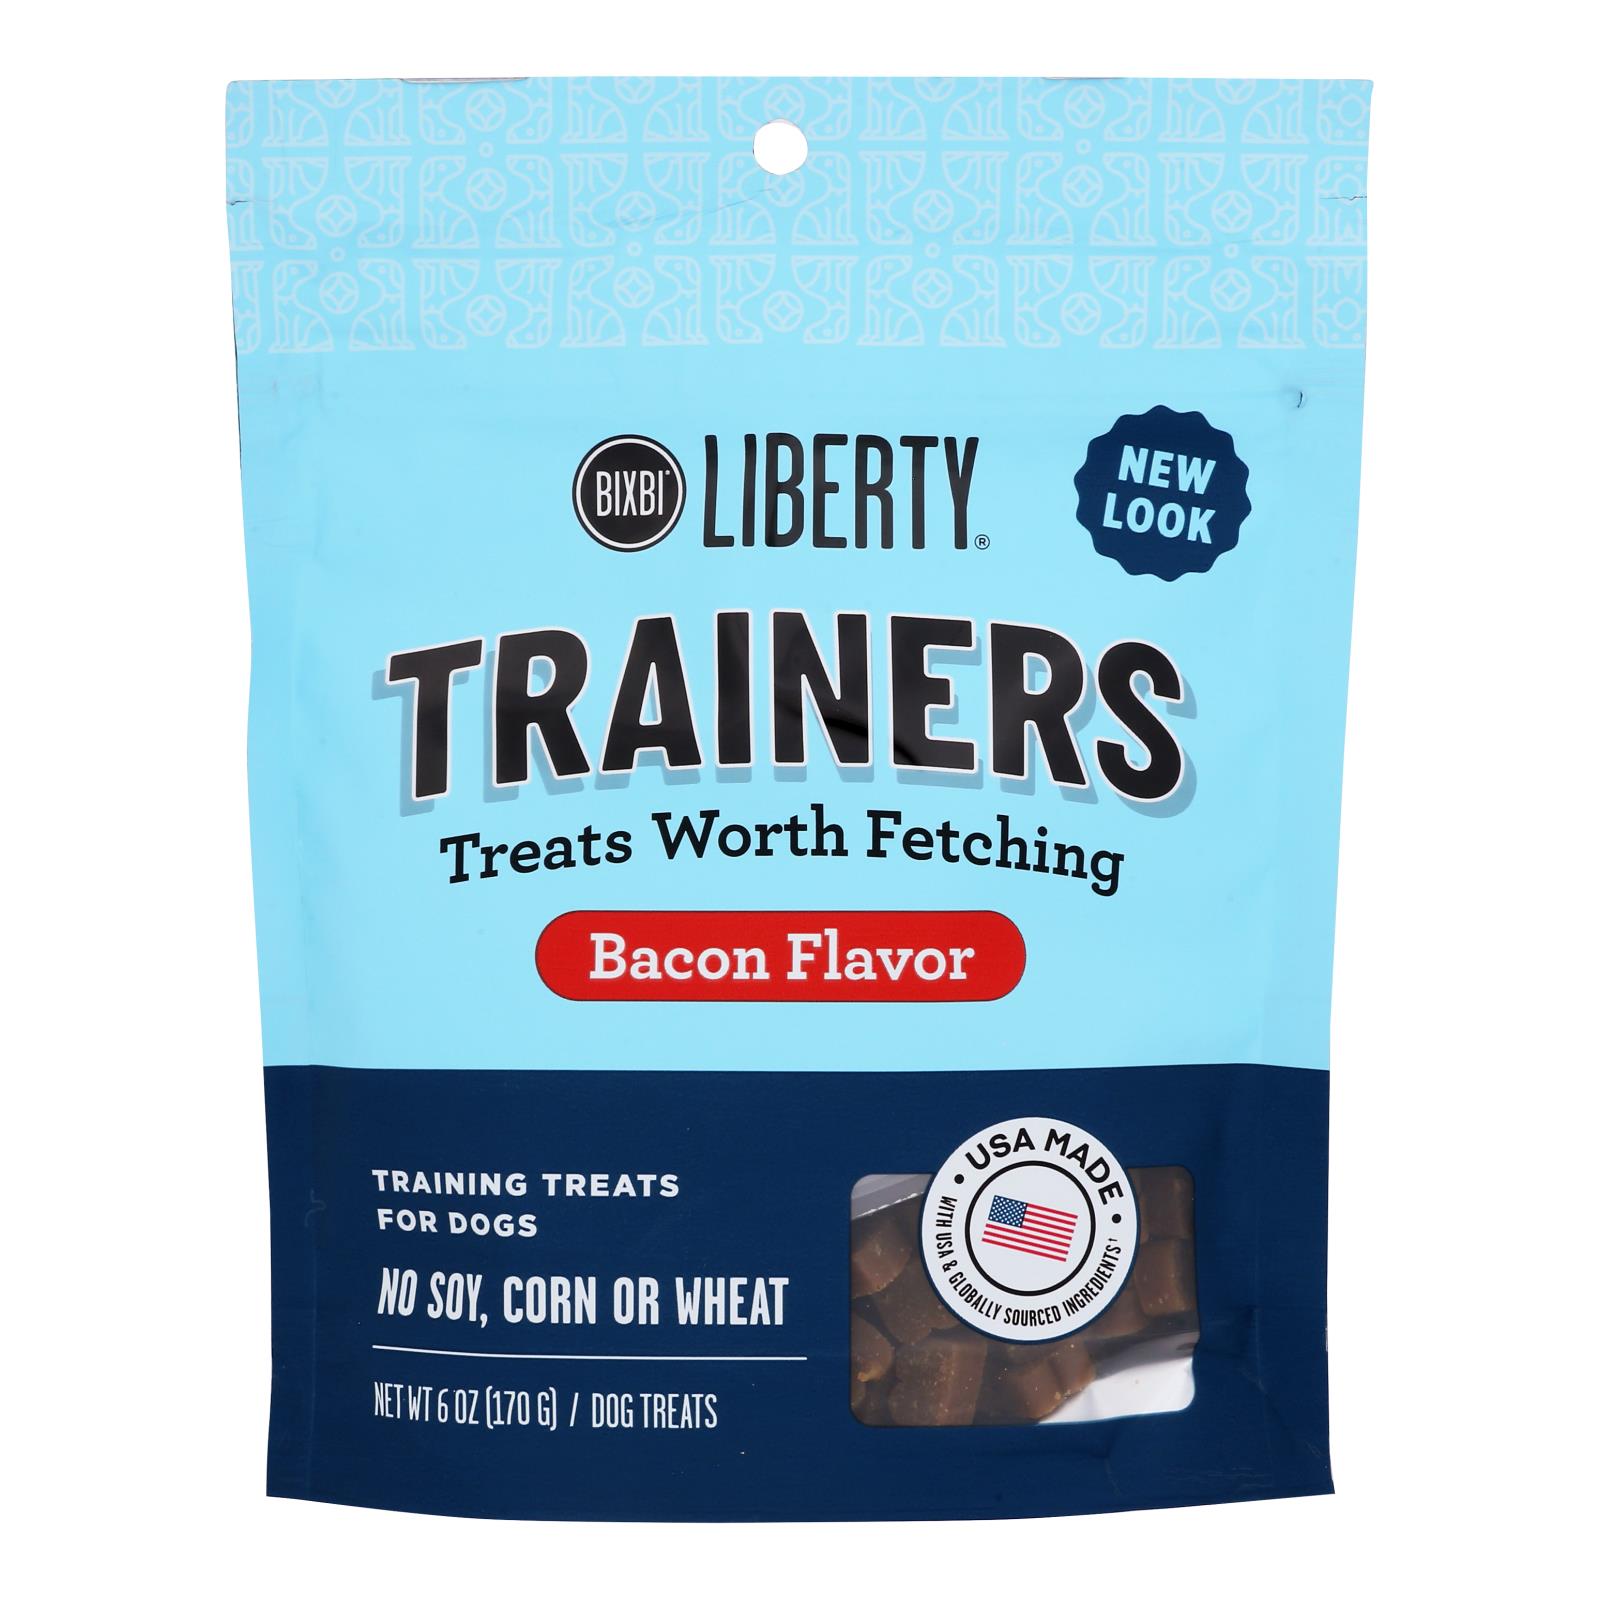 BIXBI® LIBERTY®
NEW
LOOK
TRAINERS
Treats Worth Fetching
Bacon Flavor
TRAINING TREATS
FOR DOGS
NO SOY, CORN OR WHEAT
NET WT 6 OZ (170 G) / DOG TREATS
• USA MADE •
WITH USA & GLOBALLY SOURCED INGREDIENTS†